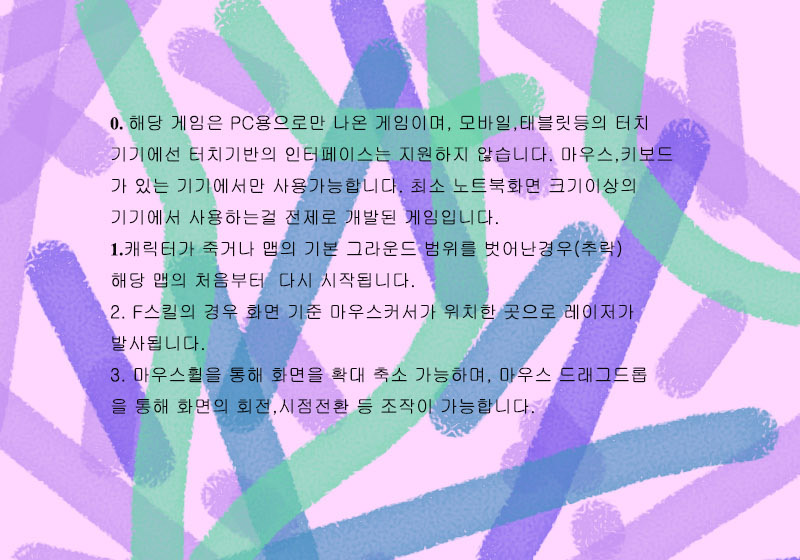 0. 해당 게임은 PC용으로만 나온 게임이며, 모바일,태블릿등의 터치
기기에선 터치기반의 인터페이스는 지원하지 않습니다. 마우스,키보드
가 있는 기기에서만 사용가능합니다. 최소 노트북화면 크기이상의
기기에서 사용하는걸 전제로 개발된 게임입니다.
1.캐릭터가 죽거나 맵의 기본 그라운드 범위를 벗어난경우(추락)
해당 맵의 처음부터  다시 시작됩니다.
2. F스킬의 경우 화면 기준 마우스커서가 위치한 곳으로 레이저가
발사됩니다.
3. 마우스휠을 통해 화면을 확대 축소 가능하며, 마우스 드래그드롭
을 통해 화면의 회전,시점전환 등 조작이 가능합니다.